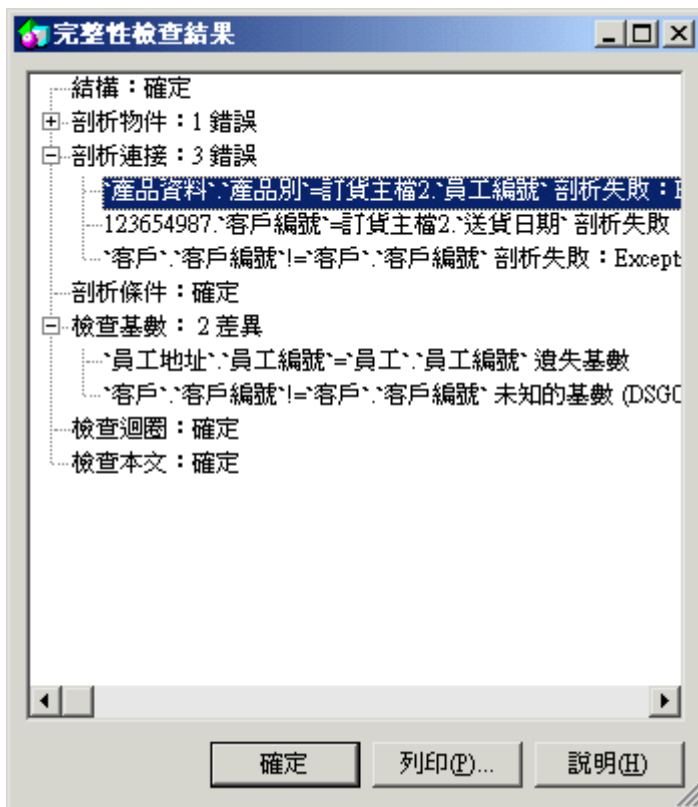 完整性檢查結果
結構：確定
剖析物件：1 錯誤
剖析連接：3 錯誤
`產品資料`.`產品別`=訂貨主檔2.`員工編號` 剖析失敗：E
123654987.`客戶編號`=訂貨主檔2.`送貨日期` 剖析失敗
`客戶`.`客戶編號`!=`客戶`.`客戶編號` 剖析失敗：Except
剖析條件：確定
檢查基數：2 差異
`員工地址`.`員工編號`=`員工`.`員工編號` 遺失基數
`客戶`.`客戶編號`!=`客戶`.`客戶編號` 未知的基數 (DSG0
檢查迴圈：確定
檢查本文：確定
確定
列印(P)...
說明(H)